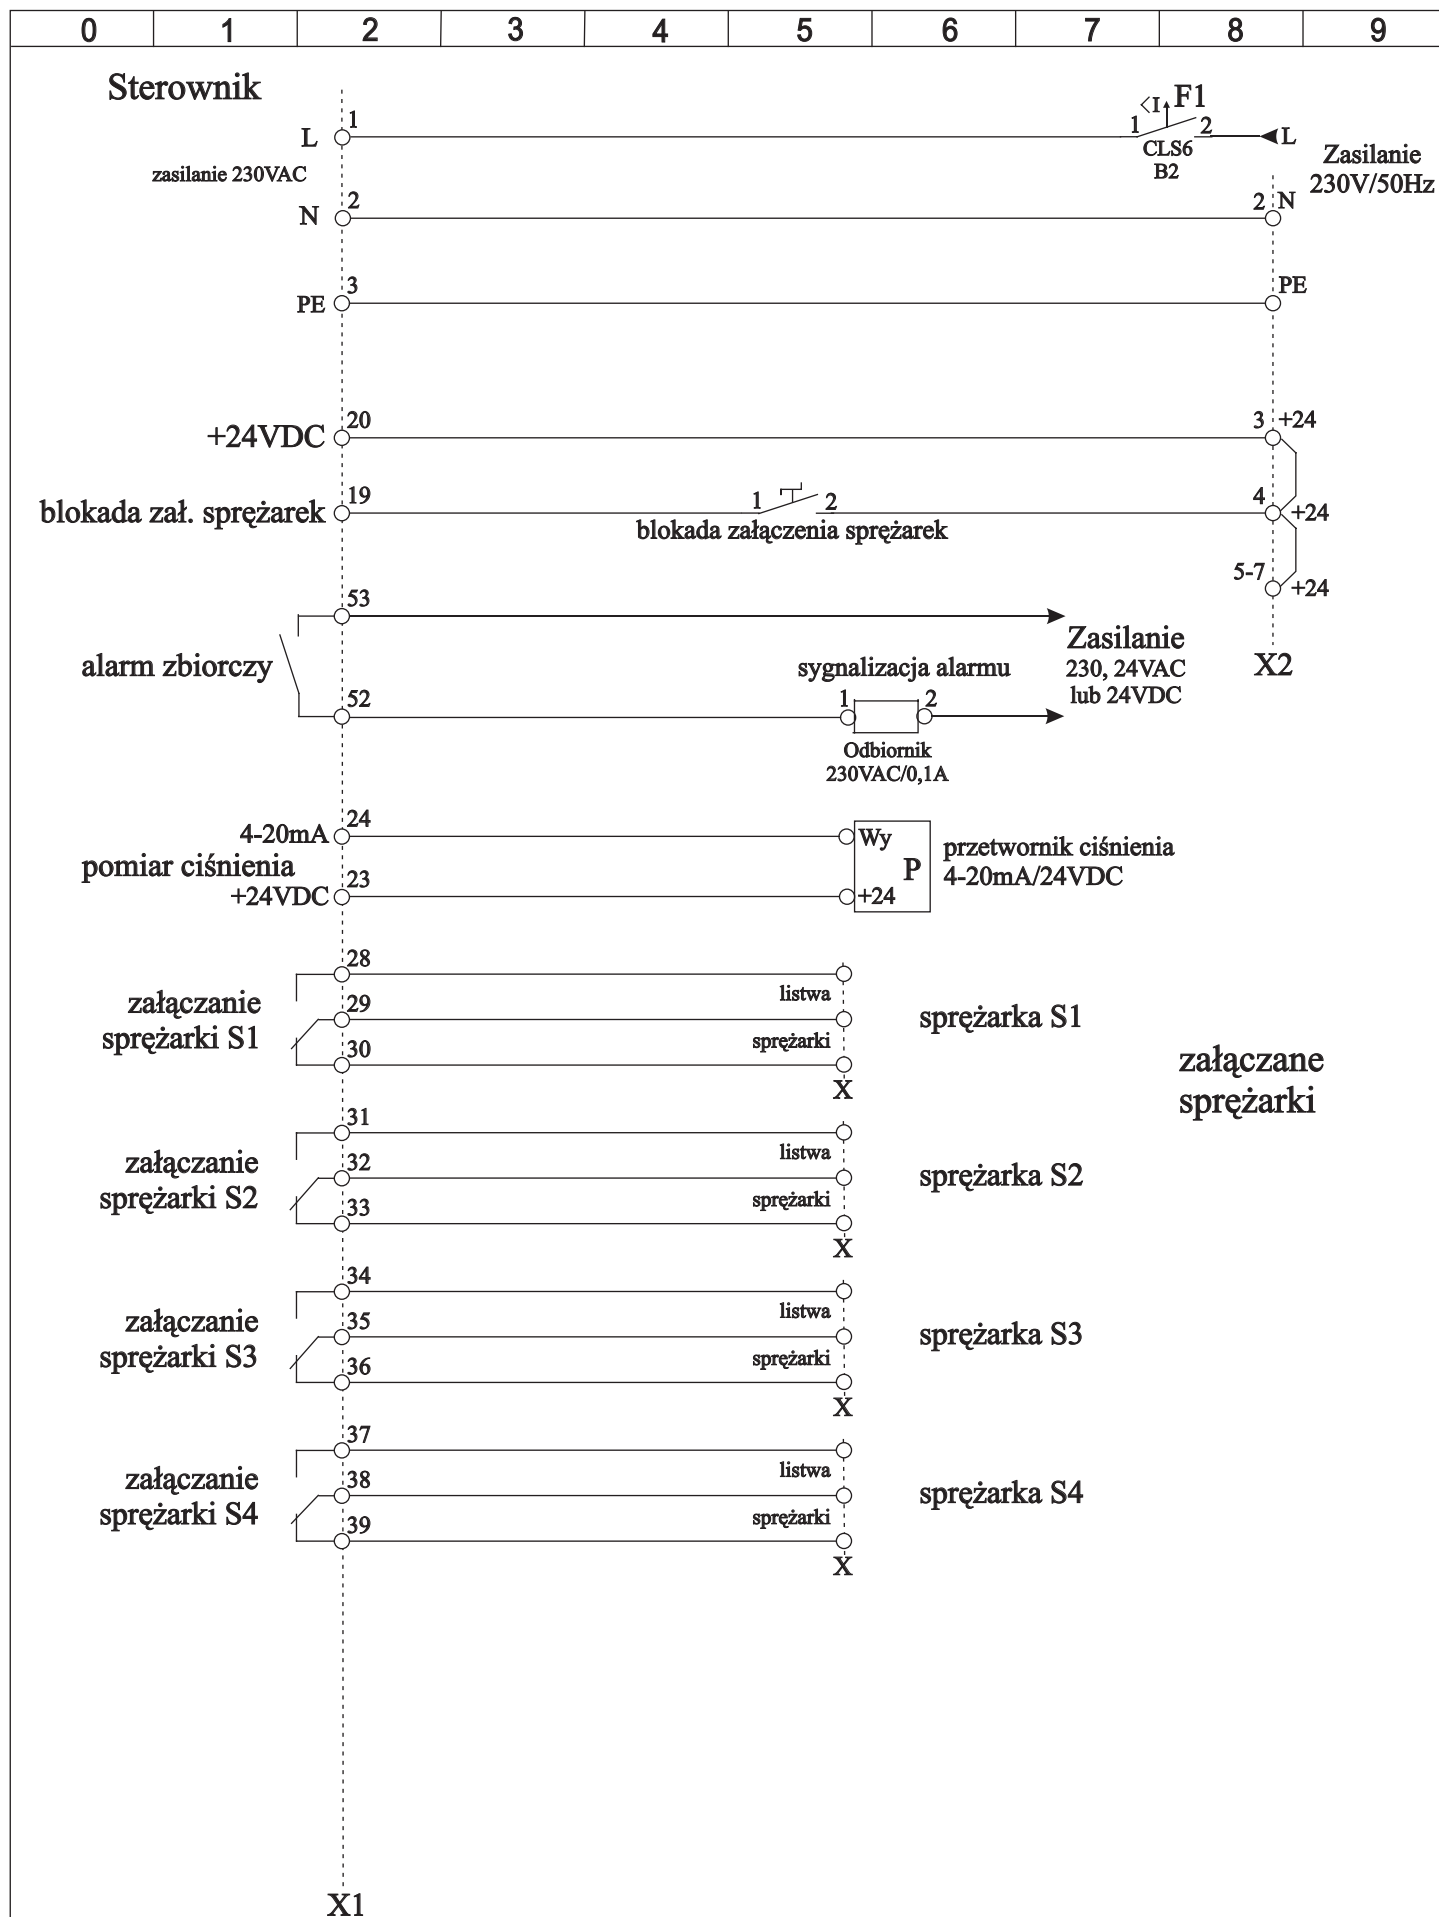 0 1 2 3 4 5 6 7 8 9
Sterownik
<I F1
L 1 1 2 L
CLS6
B2
Zasilanie
230V/50Hz
zasilanie 230VAC
N 2 2 N
PE 3 PE
+24VDC 20 3 +24
blokada zał. sprężarek 19 1 2 4 +24
blokada załączenia sprężarek
5-7 +24
X2
53
alarm zbiorczy
52
Zasilanie
230, 24VAC
lub 24VDC
sygnalizacja alarmu
1 2
Odbiornik
230VAC/0,1A
4-20mA 24 Wy
pomiar ciśnienia
+24VDC 23 +24
P
przetwornik ciśnienia
4-20mA/24VDC
28
załączanie
sprężarki S1
29
30
listwa
sprężarki
X
sprężarka S1
załączane
sprężarki
31
załączanie
sprężarki S2
32
33
listwa
sprężarki
X
sprężarka S2
34
załączanie
sprężarki S3
35
36
listwa
sprężarki
X
sprężarka S3
37
załączanie
sprężarki S4
38
39
listwa
sprężarki
X
sprężarka S4
X1